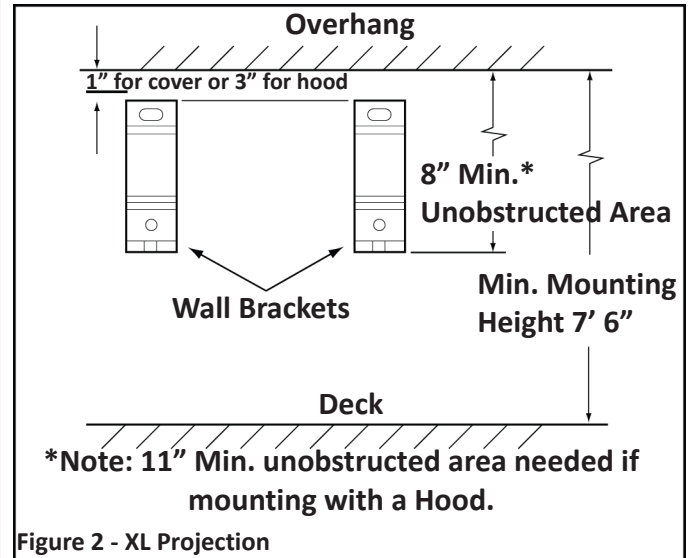 Overhang
1” for cover or 3” for hood
8” Min.*
Unobstructed Area
Wall Brackets
Min. Mounting
Height 7’ 6”
Deck
*Note: 11” Min. unobstructed area needed if
mounting with a Hood.
Figure 2 - XL Projection